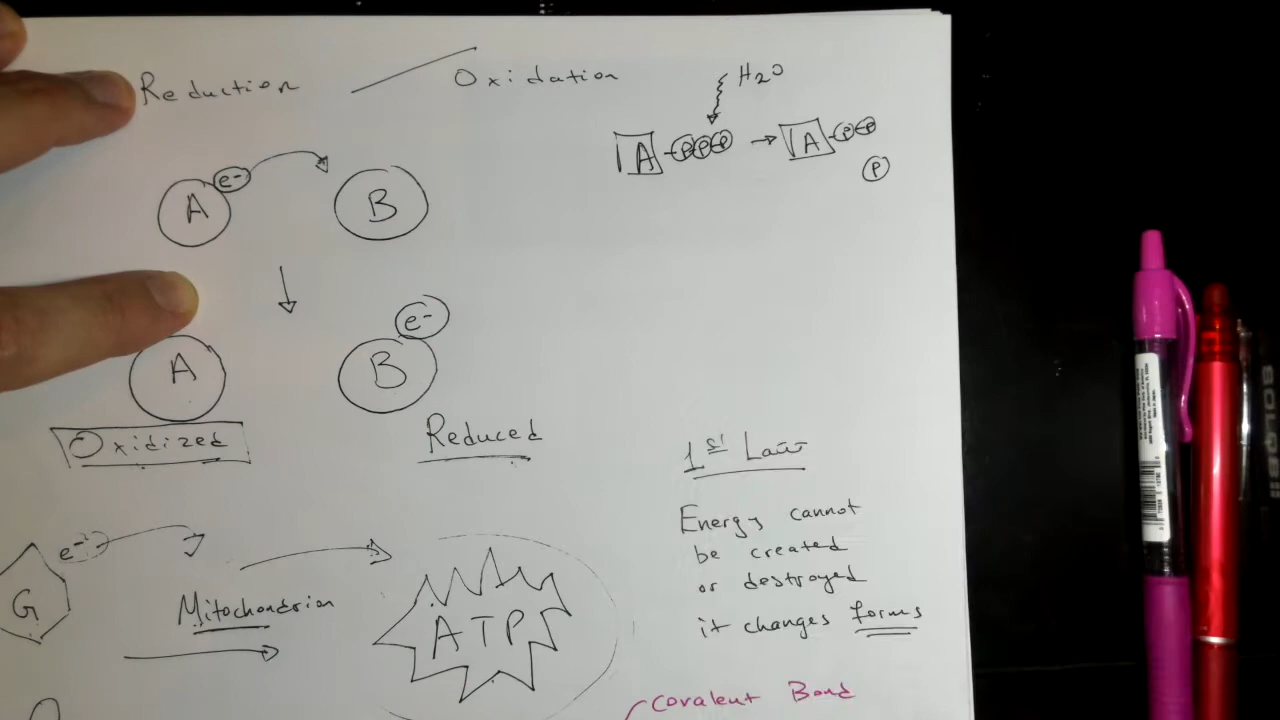 Reduction / Oxidation
H2O
A P P P → A P P
P
A e- B
A B e-
Oxidized Reduced
1st Law
Energy cannot
be created
or destroyed
it changes forms
G e-
Mitochondrion
ATP
Covalent Bond